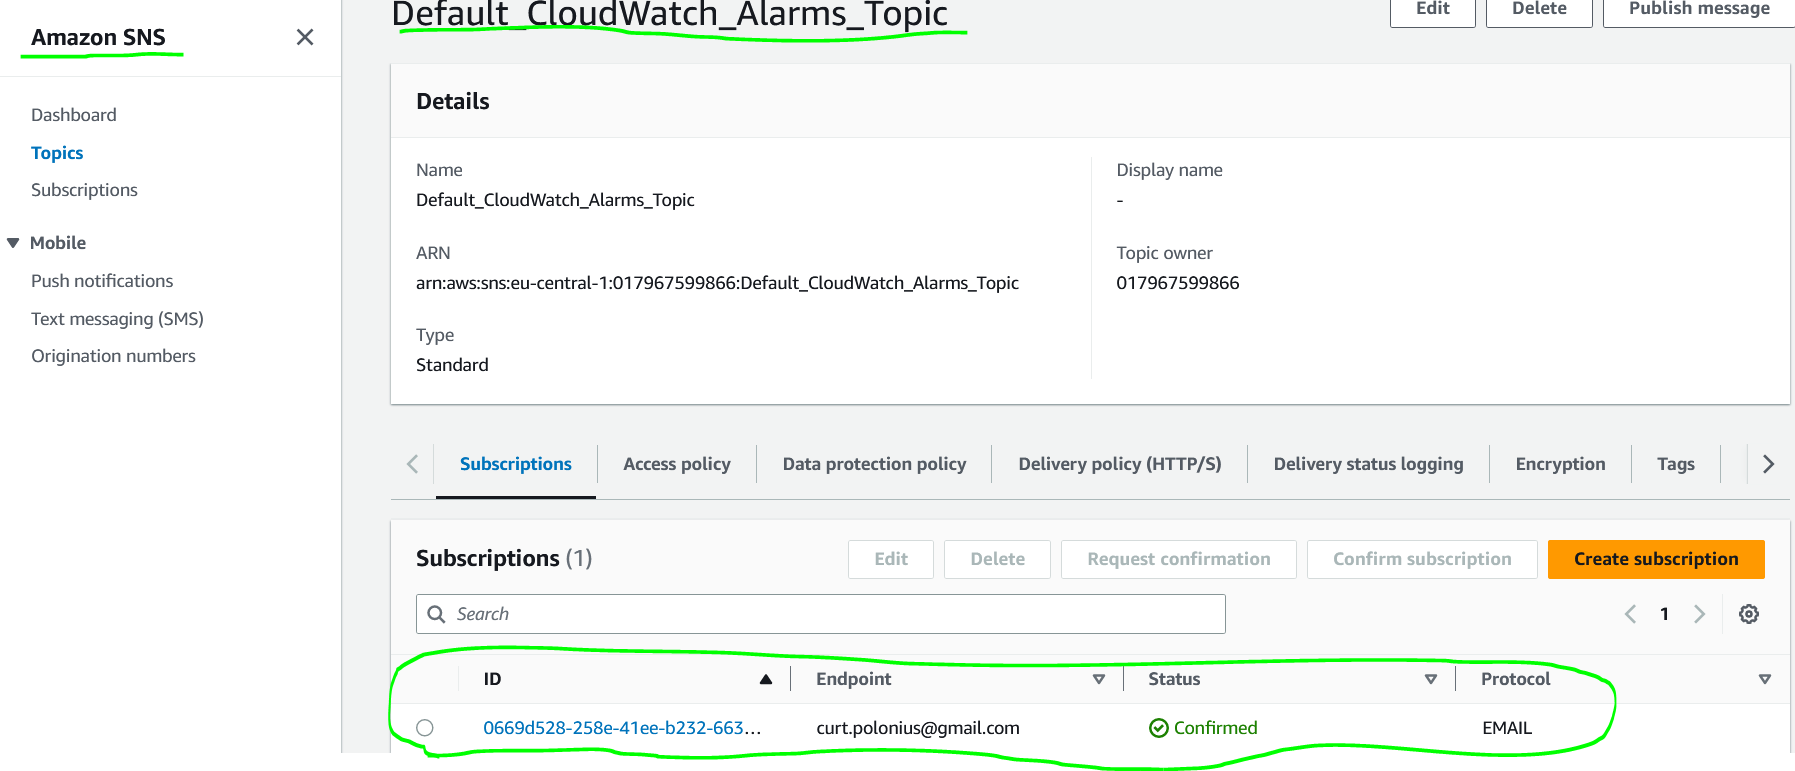 Default_CloudWatch_Alarms_Topic
Edit
Delete
Publish message
Amazon SNS
Dashboard
Topics
Subscriptions
Mobile
Push notifications
Text messaging (SMS)
Origination numbers
Details
Name
Default_CloudWatch_Alarms_Topic
Display name
-
ARN
arn:aws:sns:eu-central-1:017967599866:Default_CloudWatch_Alarms_Topic
Topic owner
017967599866
Type
Standard
Subscriptions
Access policy
Data protection policy
Delivery policy (HTTP/S)
Delivery status logging
Encryption
Tags
Subscriptions (1)
Edit
Delete
Request confirmation
Confirm subscription
Create subscription
Search
1
ID
Endpoint
Status
Protocol
0669d528-258e-41ee-b232-663...
curt.polonius@gmail.com
Confirmed
EMAIL